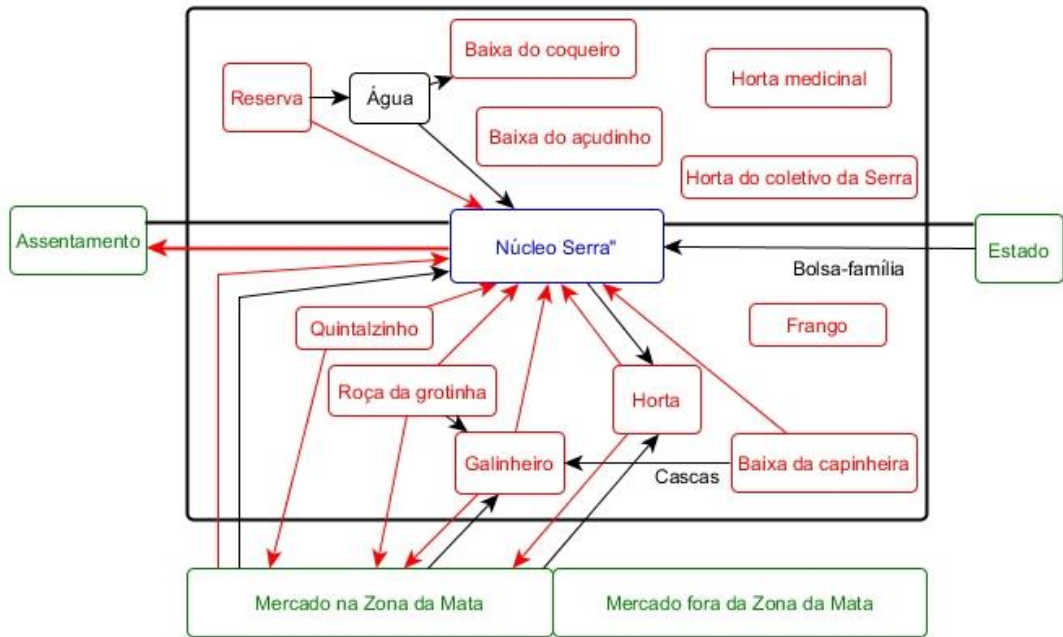 Baixa do coqueiro
Horta medicinal
Reserva
Água
Baixa do açudinho
Horta do coletivo da Serra
Assentamento
Núcleo Serra"
Estado
Bolsa-família
Quintalzinho
Frango
Roça da grotinha
Horta
Galinheiro
Cascas
Baixa da capinheira
Mercado na Zona da Mata
Mercado fora da Zona da Mata